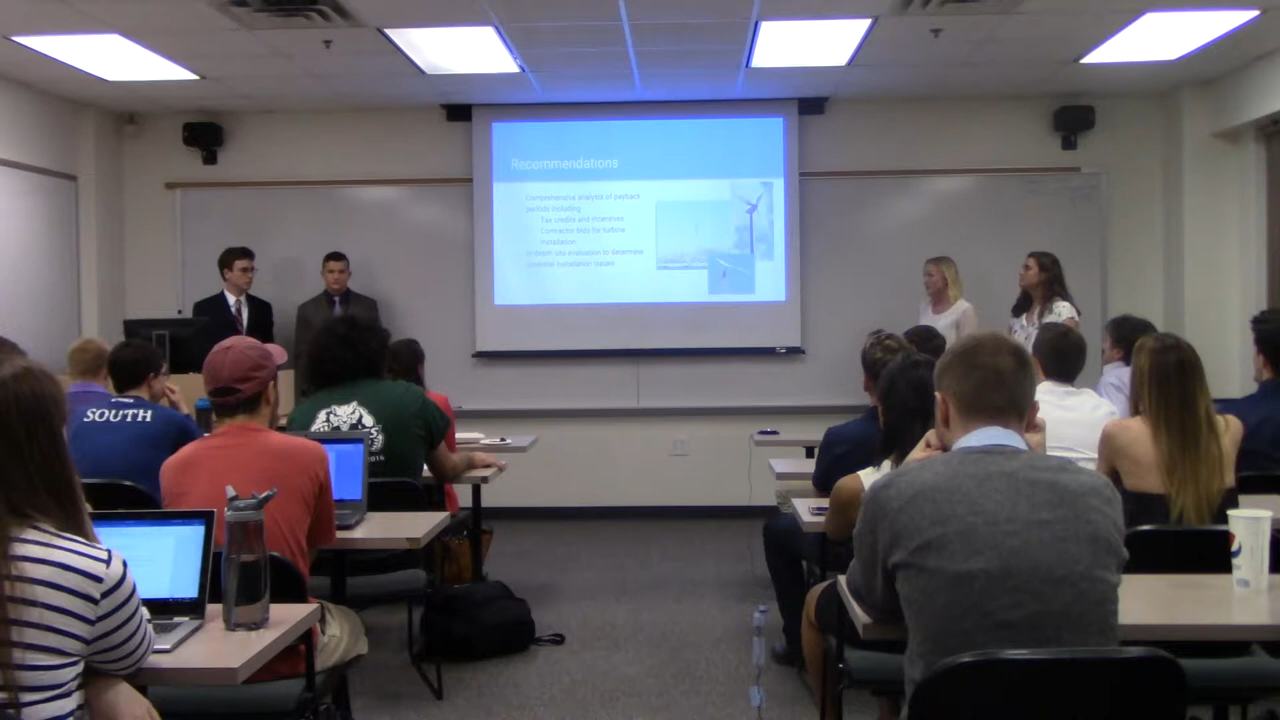 Recommendations
Comprehensive analysis of payback
periods including
Tax credits and incentives
Contractor bids for turbine
installation
In depth site evaluation to determine
potential installation issues
SOUTH
2016